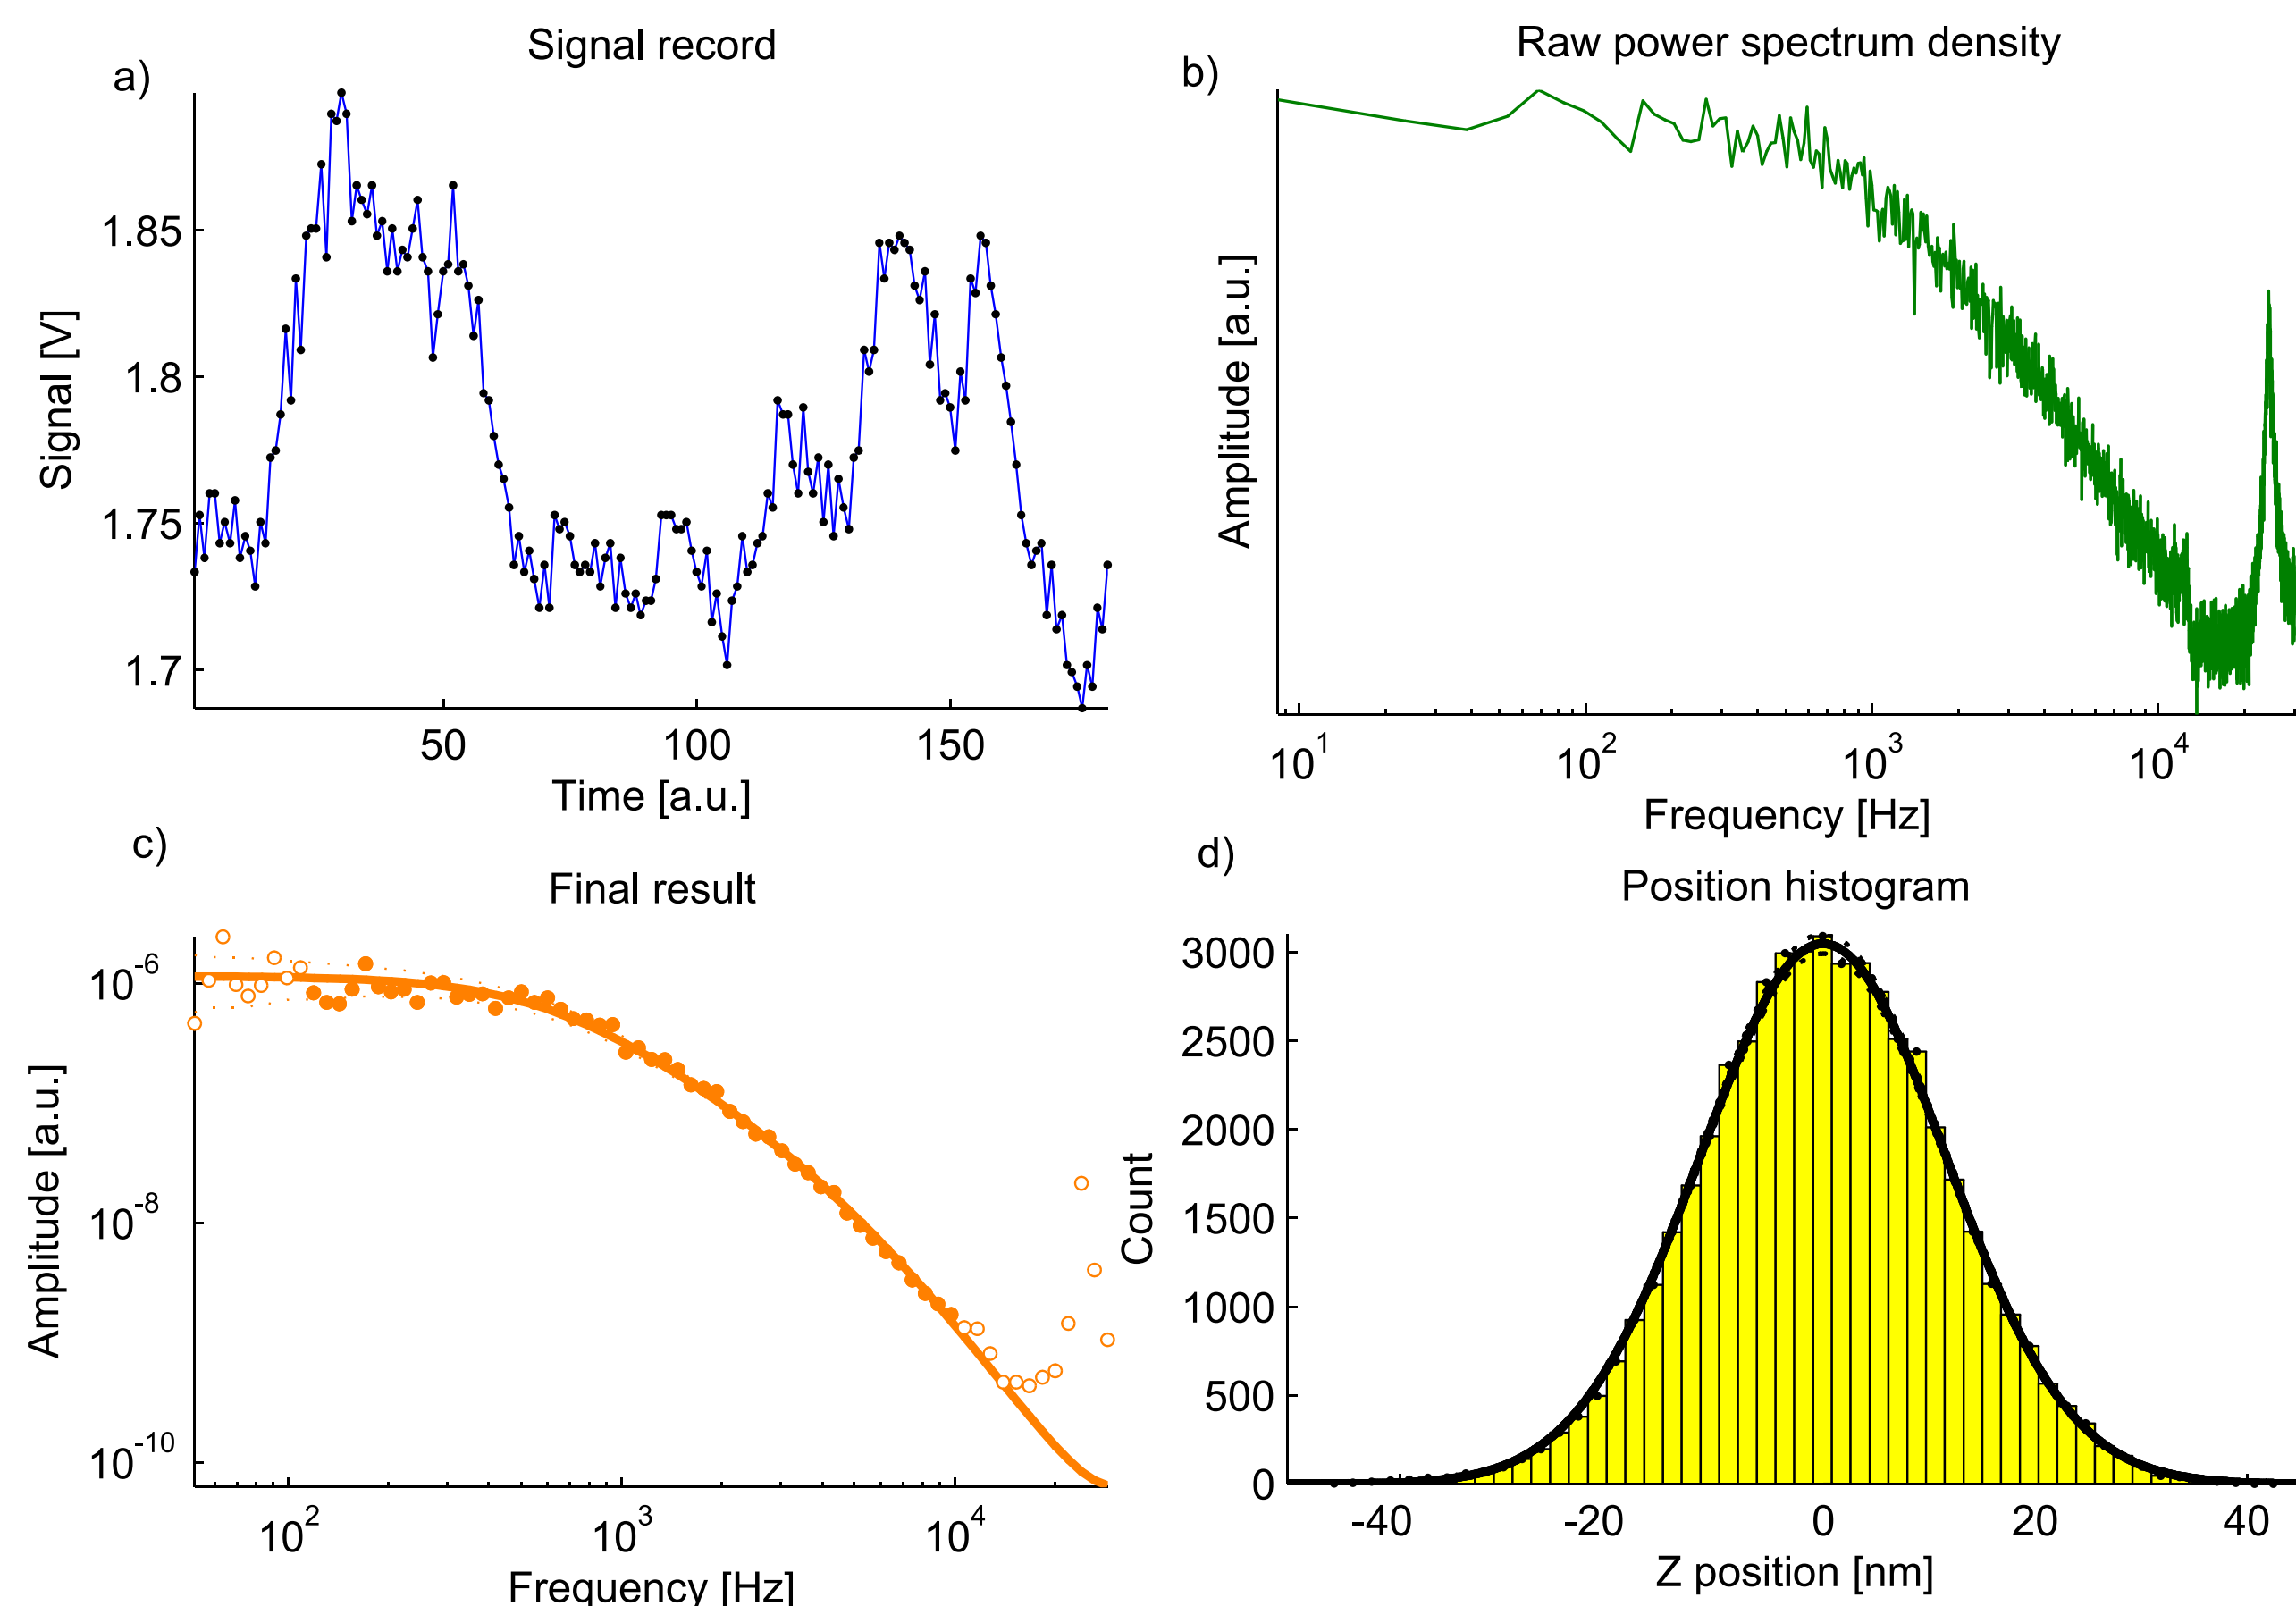 Signal record
a)
1.85
1.8
1.75
1.7
Signal [V]
50 100 150
Time [a.u.]
Raw power spectrum density
b)
Amplitude [a.u.]
10^1 10^2 10^3 10^4
Frequency [Hz]
c)
Final result
10^-6
10^-8
10^-10
Amplitude [a.u.]
10^2 10^3 10^4
Frequency [Hz]
d)
Position histogram
3000
2500
2000
1500
1000
500
0
Count
-40 -20 0 20 40
Z position [nm]